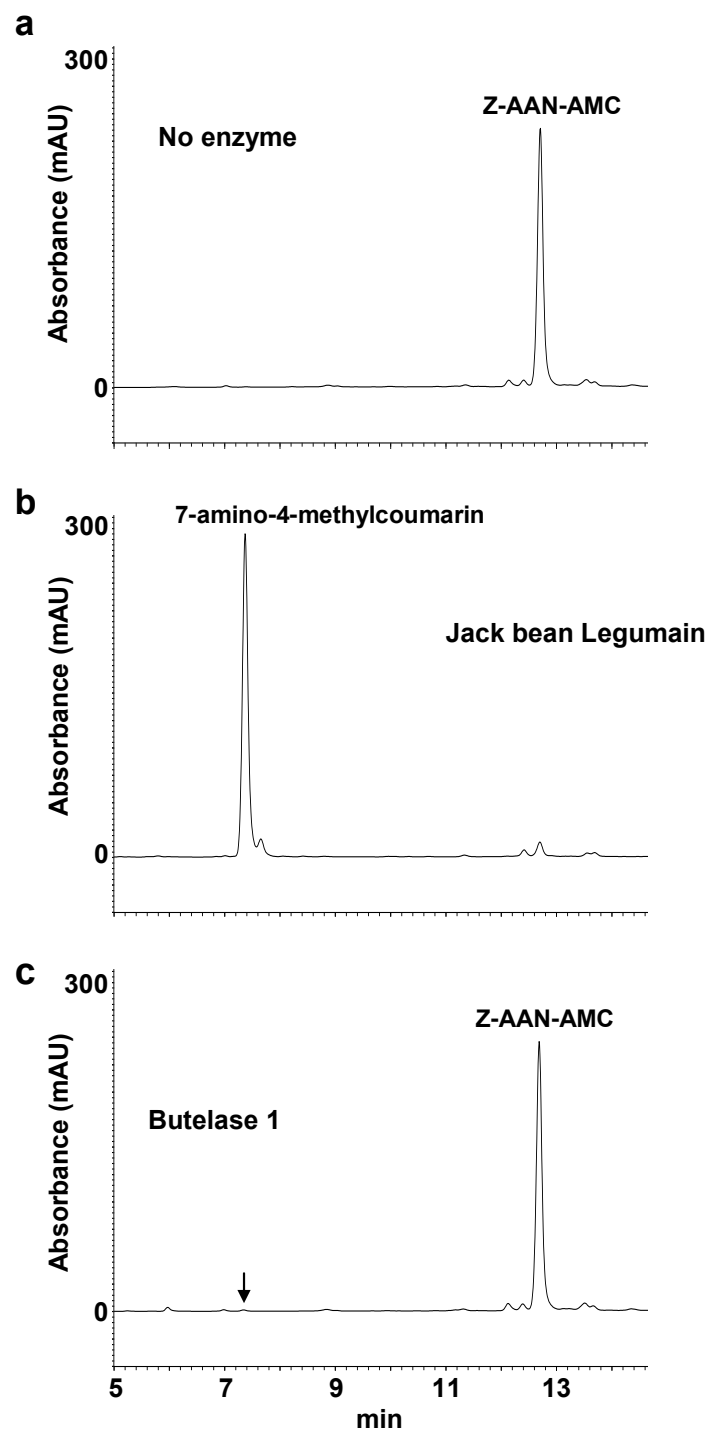 a
300
Absorbance (mAU)
0
No enzyme
Z-AAN-AMC
b
300
Absorbance (mAU)
0
7-amino-4-methylcoumarin
Jack bean Legumain
c
300
Absorbance (mAU)
0
Butelase 1
Z-AAN-AMC
5 7 9 11 13
min